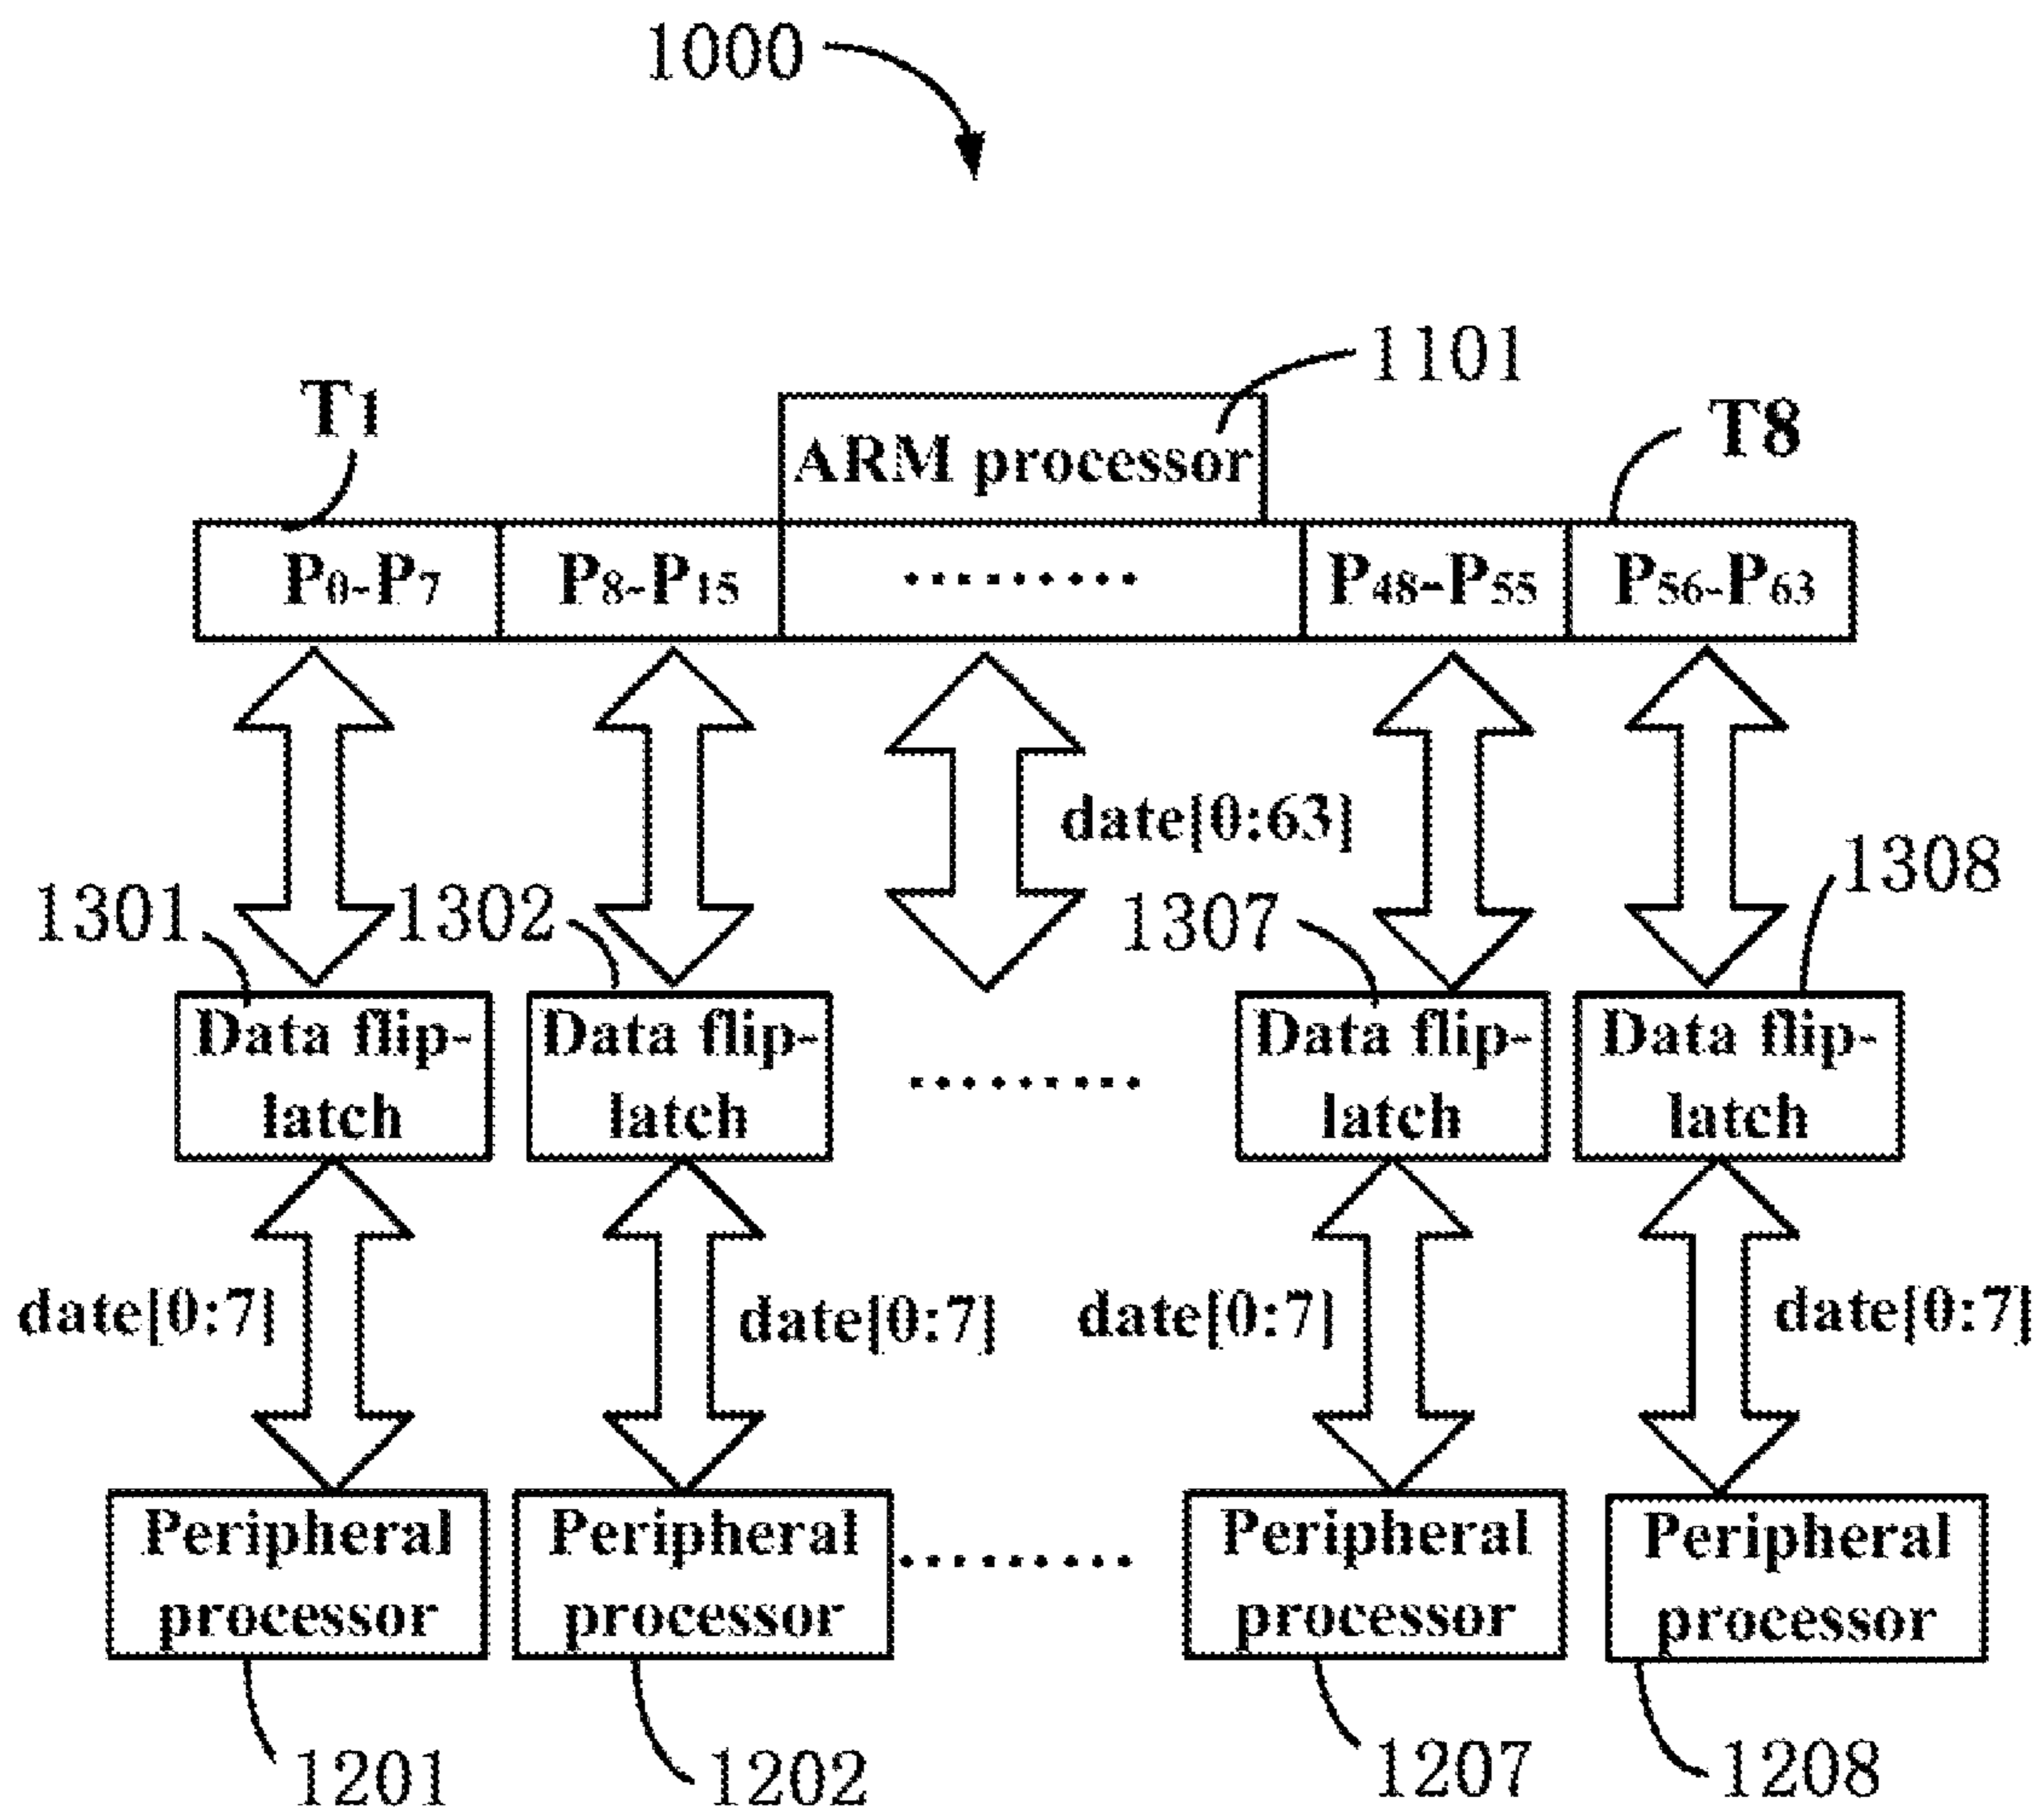 1000
1101
T1
T8
ARM processor
P0-P7
P8-P15
.........
P48-P55
P56-P63
date[0:63]
1301
1302
1307
1308
Data flip-
latch
Data flip-
latch
.........
Data flip-
latch
Data flip-
latch
date[0:7]
date[0:7]
date[0:7]
date[0:7]
Peripheral
processor
Peripheral
processor
.........
Peripheral
processor
Peripheral
processor
1201
1202
1207
1208